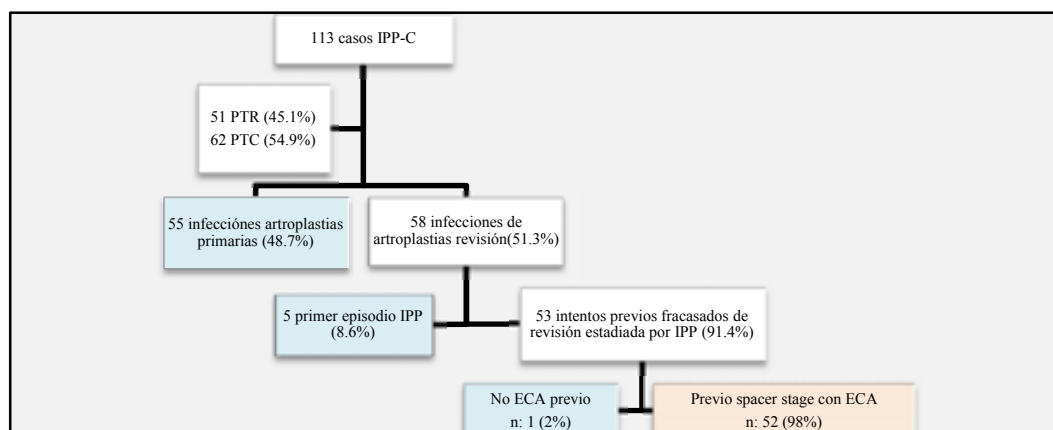 113 casos IPP-C
51 PTR (45.1%)
62 PTC (54.9%)
55 infecciónes artroplastias
primarias (48.7%)
58 infecciones de
artroplastias revisión(51.3%)
5 primer episodio IPP
(8.6%)
53 intentos previos fracasados de
revisión estadiada por IPP (91.4%)
No ECA previo
n: 1 (2%)
Previo spacer stage con ECA
n: 52 (98%)